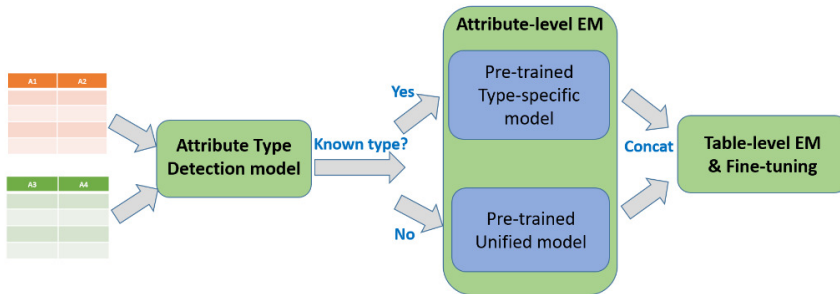 A1 A2
A3 A4
Attribute Type
Detection model
Known type?
Yes
No
Attribute-level EM
Pre-trained
Type-specific
model
Pre-trained
Unified model
Concat
Table-level EM
& Fine-tuning